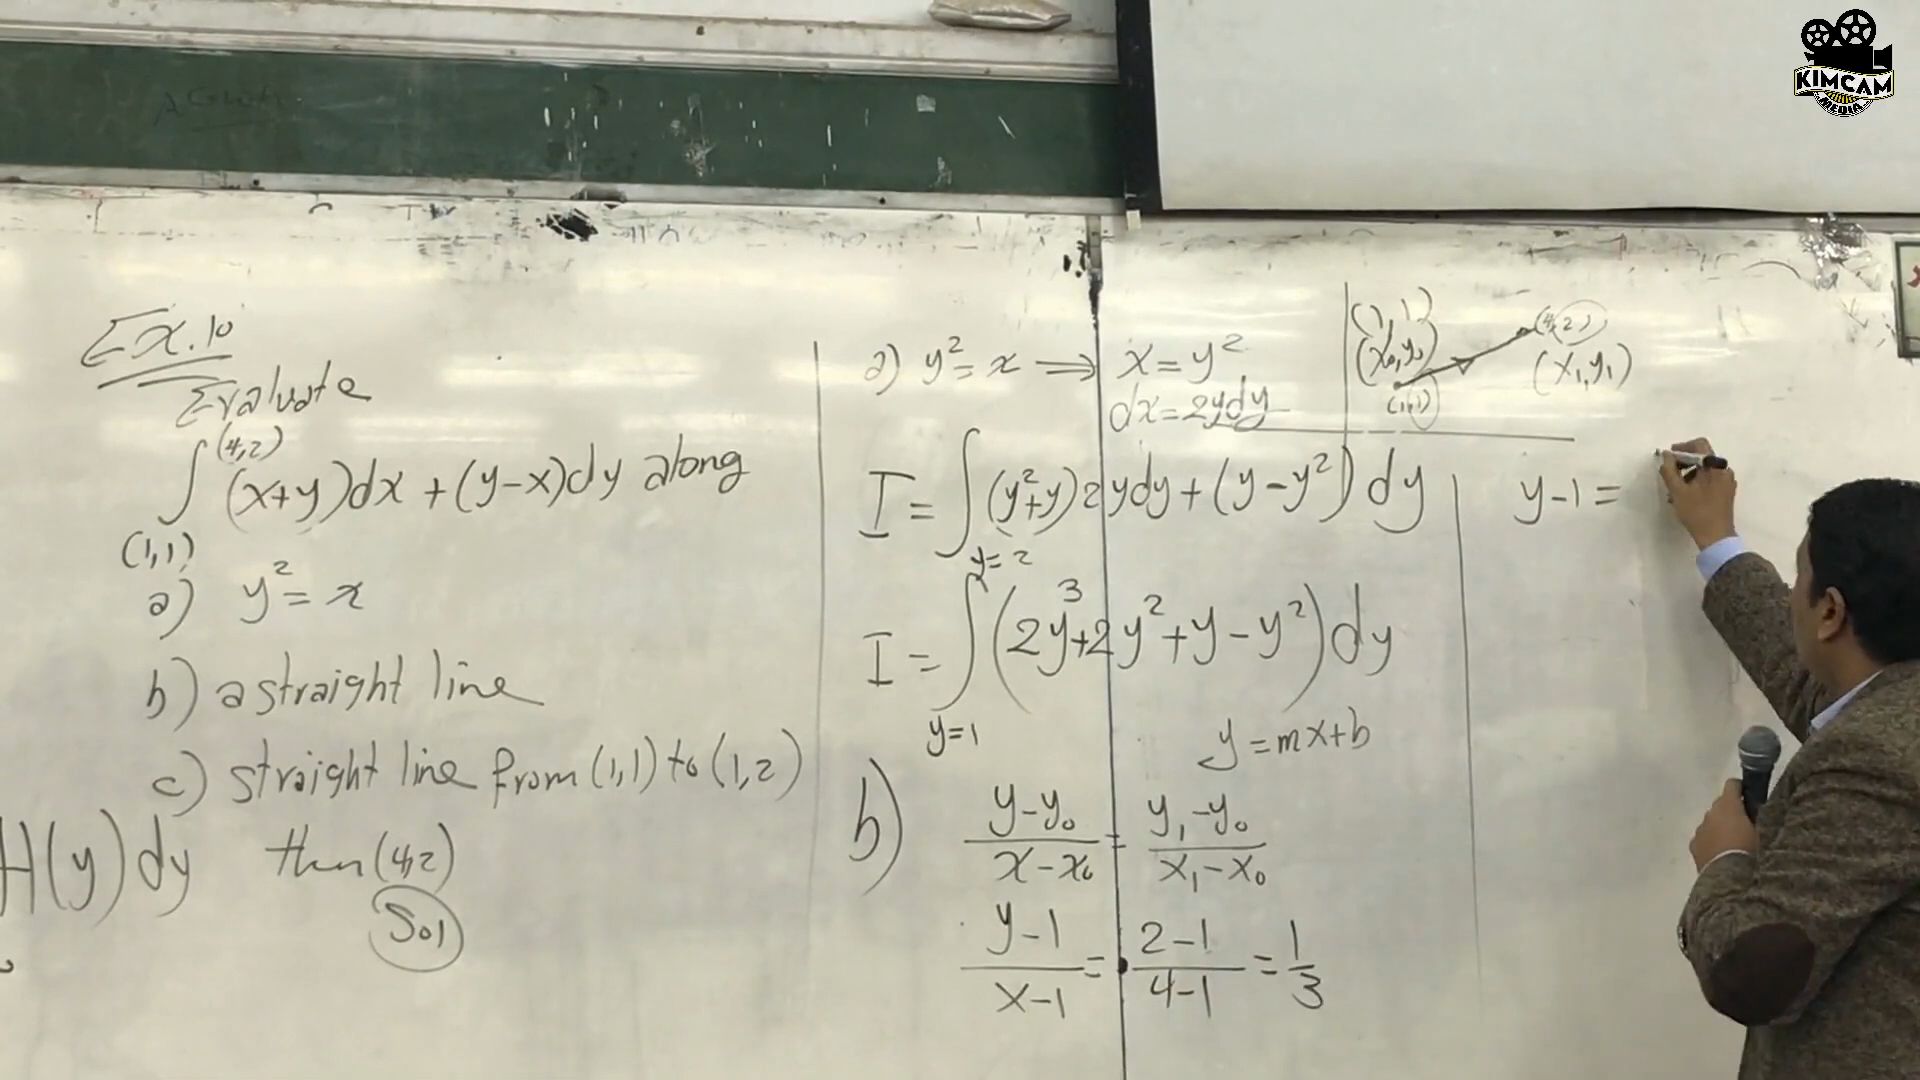 KIMCAM
MEDIA
Ex.10
Evaluate
∫ (1,1) (4,2) (x+y)dx + (y-x)dy along
a) y² = x
b) a straight line
c) straight line from (1,1) to (1,2)
then (4,2)
H(y) dy
Sol
a) y² = x ⇒ x = y²
dx = 2ydy
(1,1)
(x₀,y₀)
(1,1)
(4,2)
(x₁,y₁)
I = ∫ (y²+y) 2ydy + (y-y²) dy
I = ∫ y=1 y=2 (2y³+2y²+y-y²) dy
y = mx+b
b) (y-y₀)/(x-x₀) = (y₁-y₀)/(x₁-x₀)
(y-1)/(x-1) = (2-1)/(4-1) = 1/3
y-1 =